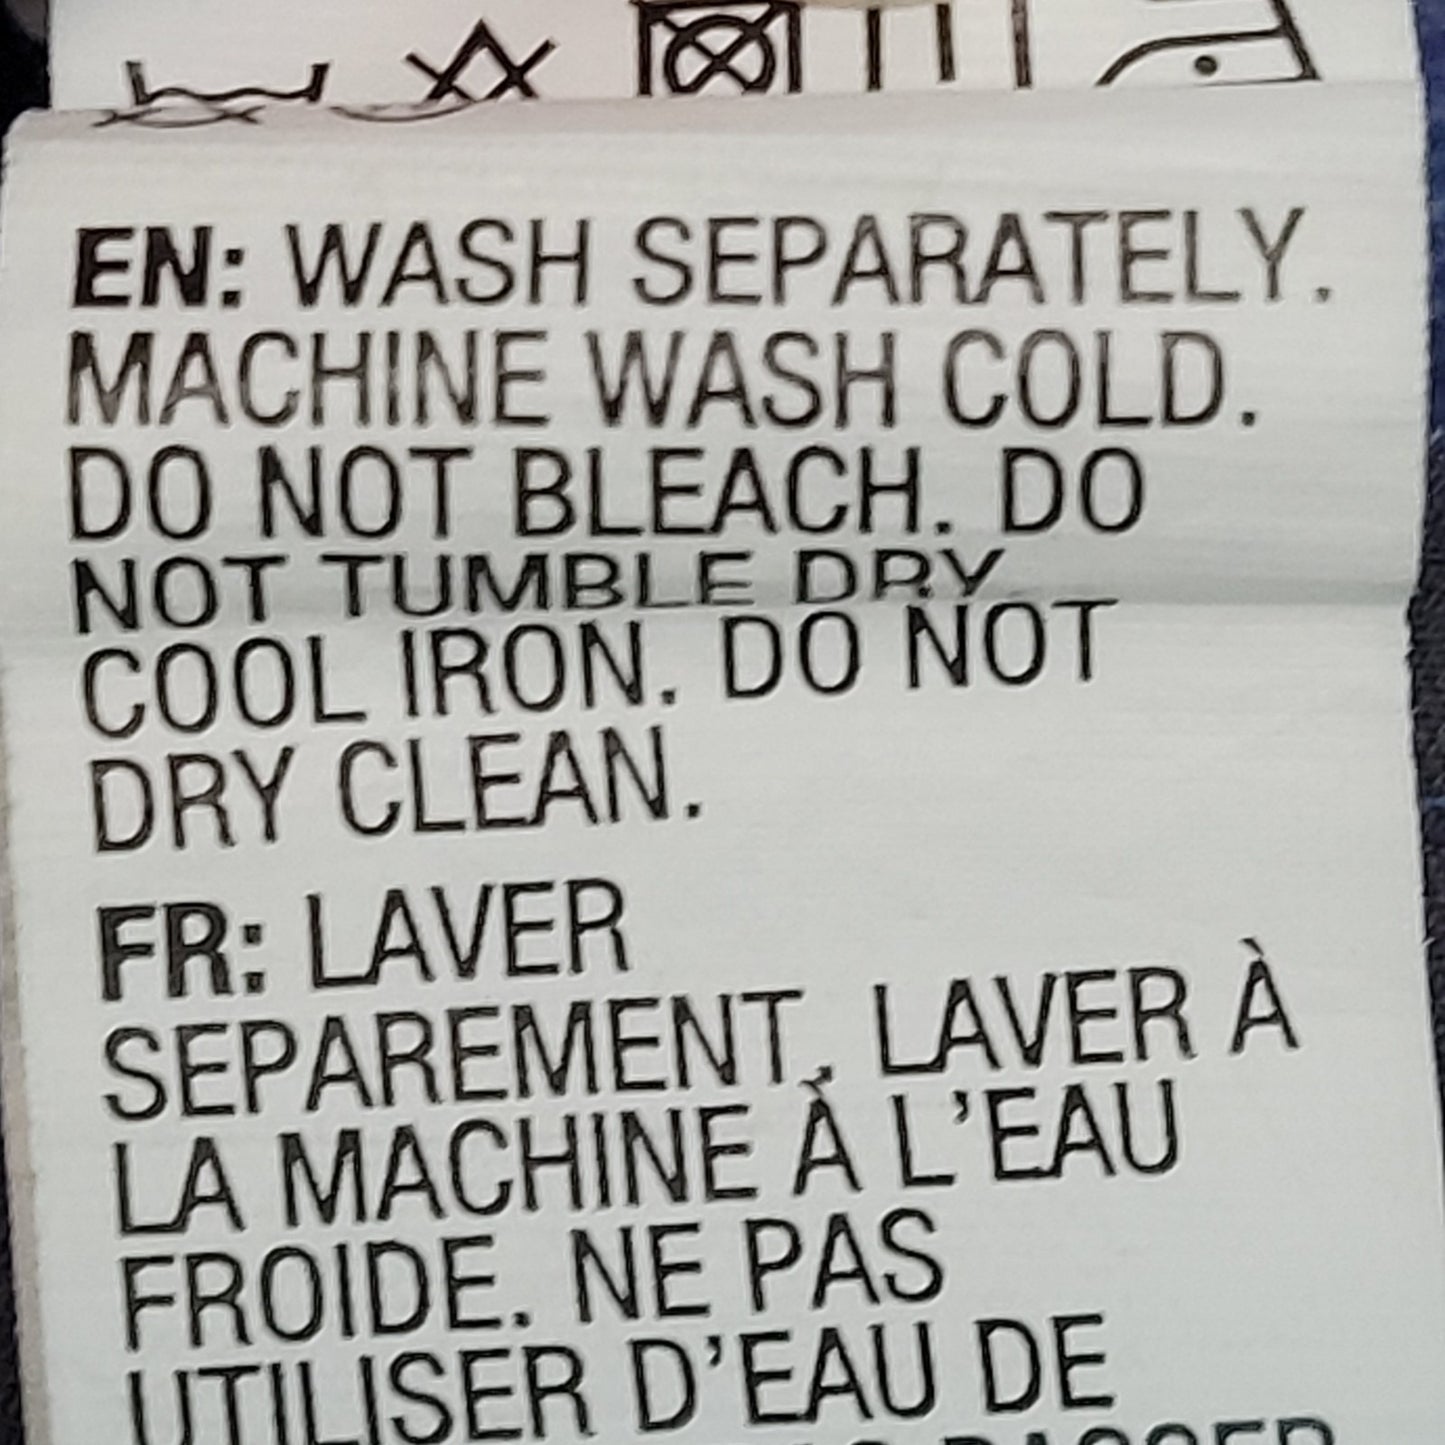 EN: WASH SEPARATELY.
MACHINE WASH COLD.
DO NOT BLEACH. DO
NOT TUMBLE DRY
COOL IRON. DO NOT
DRY CLEAN.
FR: LAVER
SEPAREMENT. LAVER À
LA MACHINE À L'EAU
FROIDE. NE PAS
UTILISER D'EAU DE